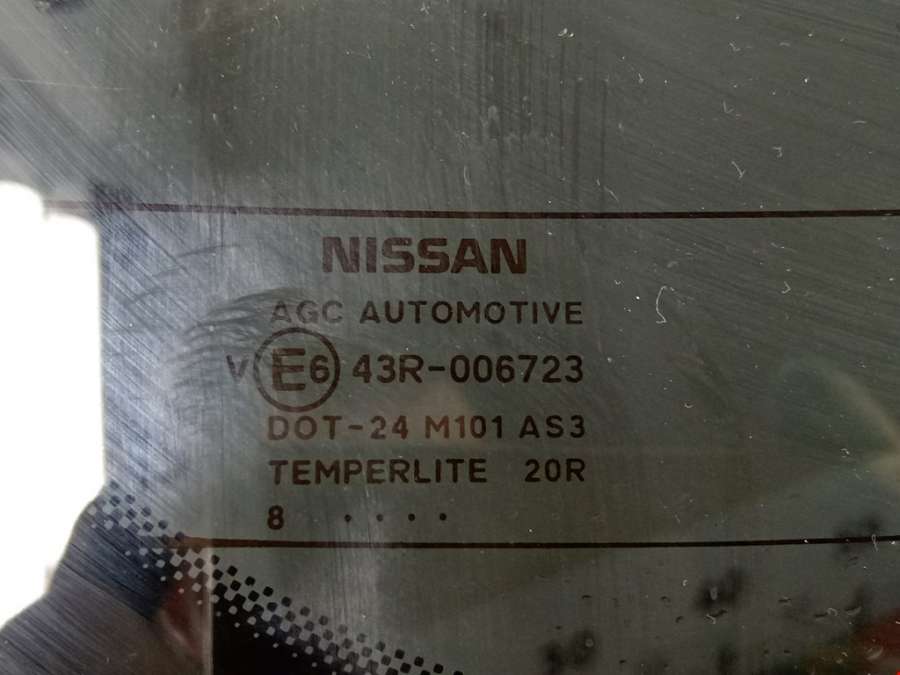 NISSAN
AGC AUTOMOTIVE
V E6 43R-006723
DOT-24 M101 AS3
TEMPERLITE 20R
8 . . . .